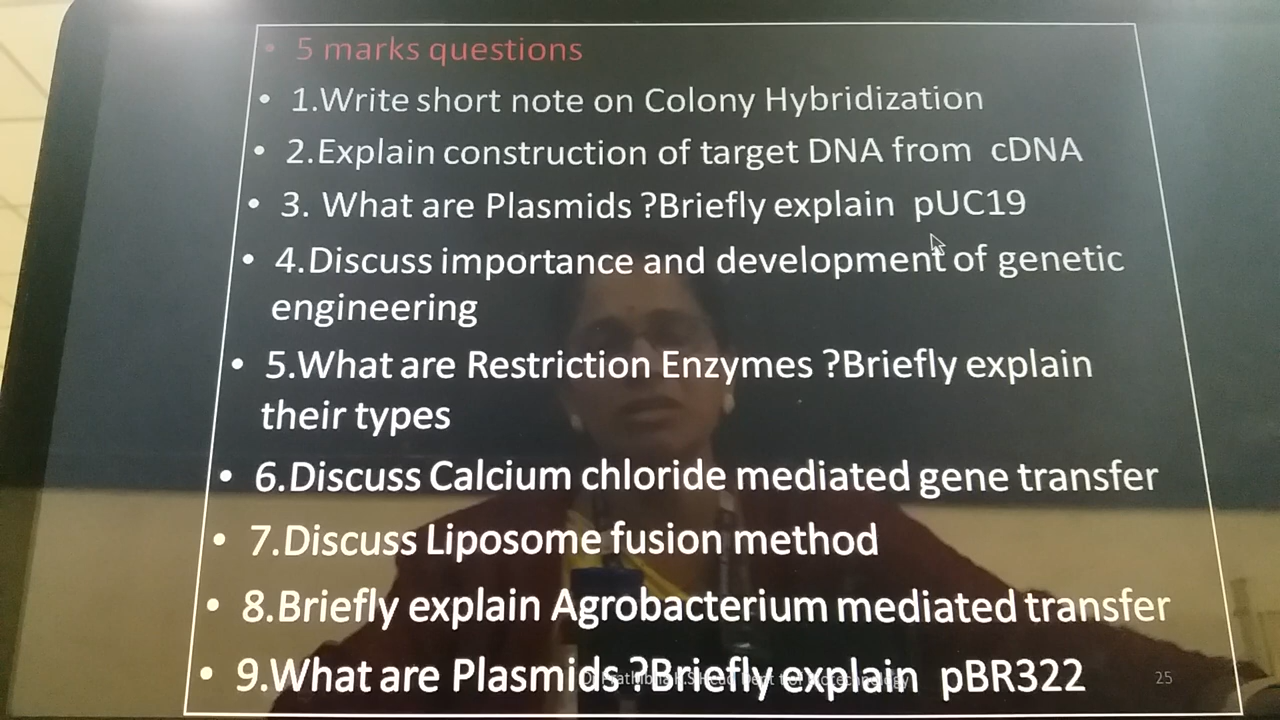 • 5 marks questions
• 1.Write short note on Colony Hybridization
• 2.Explain construction of target DNA from cDNA
• 3. What are Plasmids ?Briefly explain pUC19
• 4.Discuss importance and development of genetic
engineering
• 5.What are Restriction Enzymes ?Briefly explain
their types
• 6.Discuss Calcium chloride mediated gene transfer
• 7.Discuss Liposome fusion method
• 8.Briefly explain Agrobacterium mediated transfer
• 9.What are Plasmids ?Briefly explain pBR322
25